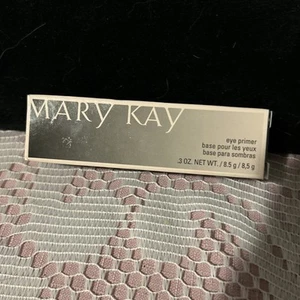 MARY KAY
eye primer
base pour les yeux
base para sombras
.3 OZ. NET WT. / 8.5 g / 8,5 g